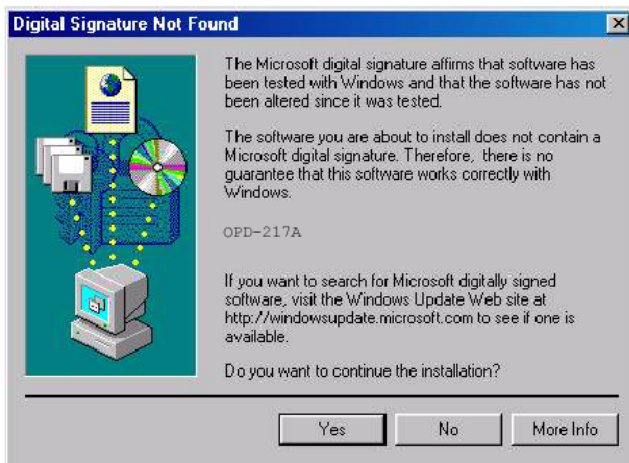 Digital Signature Not Found
The Microsoft digital signature affirms that software has
been tested with Windows and that the software has not
been altered since it was tested.
The software you are about to install does not contain a
Microsoft digital signature. Therefore, there is no
guarantee that this software works correctly with
Windows.
OPD-217A
If you want to search for Microsoft digitally signed
software, visit the Windows Update Web site at
http://windowsupdate.microsoft.com to see if one is
available.
Do you want to continue the installation?
Yes
No
More Info